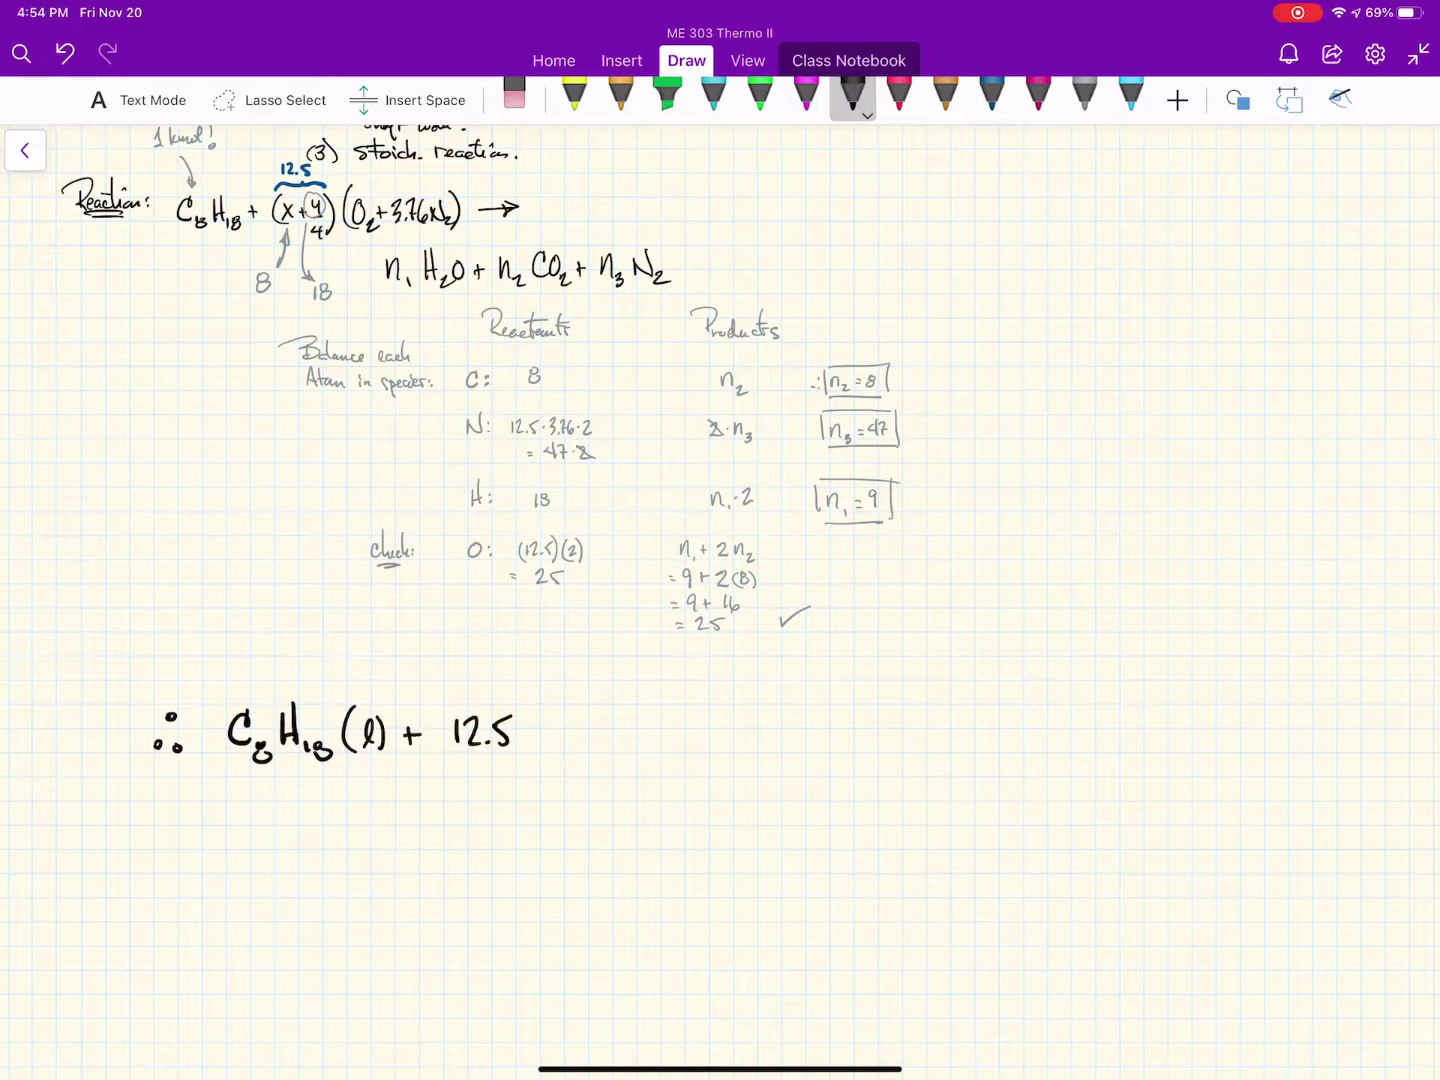 4:54 PM Fri Nov 20
69%
ME 303 Thermo II
Home Insert Draw View Class Notebook
A Text Mode Lasso Select Insert Space
1 kmol!
(3) stoich. reaction.
12.5
Reaction: C₈H₁₈ + (x+y/4)(O₂+3.76N₂) →
8 18
n₁ H₂O + n₂ CO₂ + n₃ N₂
Reactants Products
Balance each
Atom in species: C: 8 n₂ ∴ n₂ = 8
N: 12.5·3.76·2 2·n₃ n₃ = 47
= 47·2
H: 18 n₁·2 n₁ = 9
check: O: (12.5)(2) n₁ + 2n₂
= 25 = 9 + 2(8)
= 9 + 16
= 25 ✓
∴ C₈H₁₈(l) + 12.5